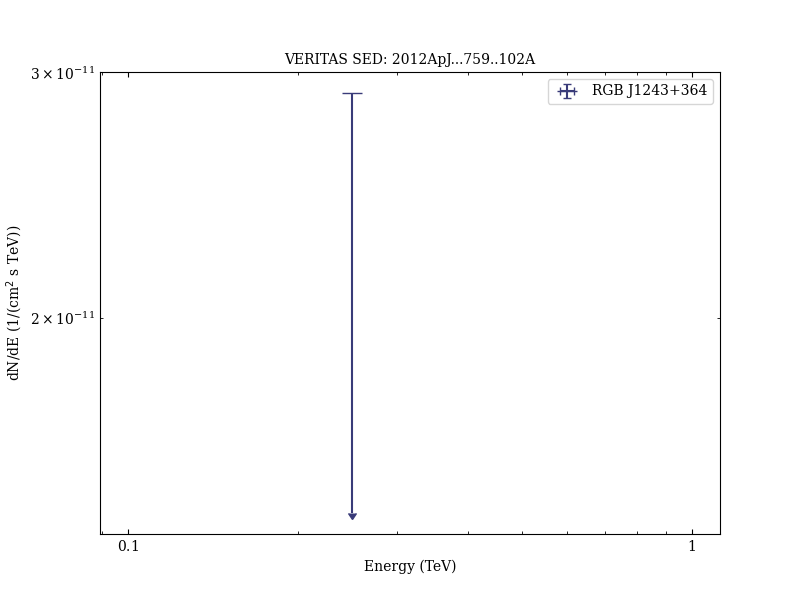 VERITAS SED: 2012ApJ...759..102A
3×10⁻¹¹
RGB J1243+364
dN/dE (1/(cm² s TeV))
2×10⁻¹¹
0.1
1
Energy (TeV)